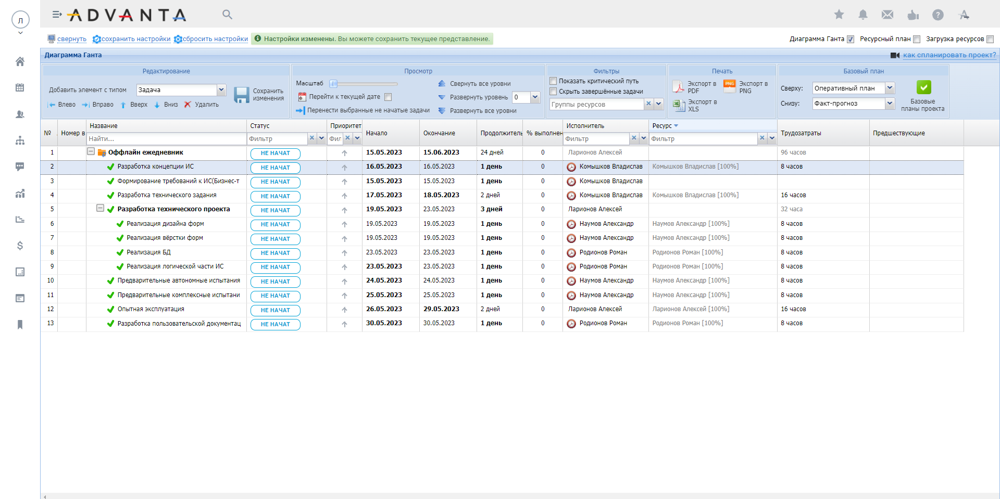 Л
ADVANTA
свернуть сохранить настройки сбросить настройки Настройки изменены. Вы можете сохранить текущее представление. Диаграмма Ганта Ресурсный план Загрузка ресурсов
Диаграмма Ганта как спланировать проект?
Редактирование Просмотр Фильтры Печать Базовый план
Добавить элемент с типом Задача
Сохранить изменения
Влево Вправо Вверх Вниз Удалить
Масштаб
Перейти к текущей дате
Перенести выбранные не начатые задачи
Свернуть все уровни
Развернуть уровень 0
Развернуть все уровни
Показать критический путь
Скрыть завершённые задачи
Группы ресурсов
Экспорт в PDF
PNG Экспорт в PNG
Экспорт в XLS
Сверху: Оперативный план
Снизу: Факт-прогноз
Базовые планы проекта
№ Номер в Название Статус Приоритет Начало Окончание Продолжитель % выполнен Исполнитель Ресурс Трудозатраты Предшествующие
Найти... Фильтр Фил Фильтр Фильтр
1 Оффлайн ежедневник НЕ НАЧАТ 15.05.2023 15.06.2023 24 дней 0 Ларионов Алексей 96 часов
2 Разработка концепции ИС НЕ НАЧАТ 16.05.2023 16.05.2023 1 день 0 Комышков Владислав Комышков Владислав [100%] 8 часов
3 Формирование требований к ИС(Бизнес-т НЕ НАЧАТ 15.05.2023 15.05.2023 1 день 0 Комышков Владислав
4 Разработка технического задания НЕ НАЧАТ 17.05.2023 18.05.2023 2 дней 0 Комышков Владислав Комышков Владислав [100%] 16 часов
5 Разработка технического проекта НЕ НАЧАТ 19.05.2023 23.05.2023 3 дней 0 Ларионов Алексей 32 часа
6 Реализация дизайна форм НЕ НАЧАТ 19.05.2023 19.05.2023 1 день 0 Наумов Александр Наумов Александр [100%] 8 часов
7 Реализация вёрстки форм НЕ НАЧАТ 19.05.2023 19.05.2023 1 день 0 Наумов Александр Наумов Александр [100%] 8 часов
8 Реализация БД НЕ НАЧАТ 23.05.2023 23.05.2023 1 день 0 Родионов Роман Родионов Роман [100%] 8 часов
9 Реализация логической части ИС НЕ НАЧАТ 23.05.2023 23.05.2023 1 день 0 Родионов Роман Родионов Роман [100%] 8 часов
10 Предварительные автономные испытания НЕ НАЧАТ 24.05.2023 24.05.2023 1 день 0 Наумов Александр Наумов Александр [100%] 8 часов
11 Предварительные комплексные испытани НЕ НАЧАТ 25.05.2023 25.05.2023 1 день 0 Наумов Александр Наумов Александр [100%] 8 часов
12 Опытная эксплуатация НЕ НАЧАТ 26.05.2023 29.05.2023 2 дней 0 Ларионов Алексей Ларионов Алексей [100%] 16 часов
13 Разработка пользовательской документац НЕ НАЧАТ 30.05.2023 30.05.2023 1 день 0 Родионов Роман Родионов Роман [100%] 8 часов